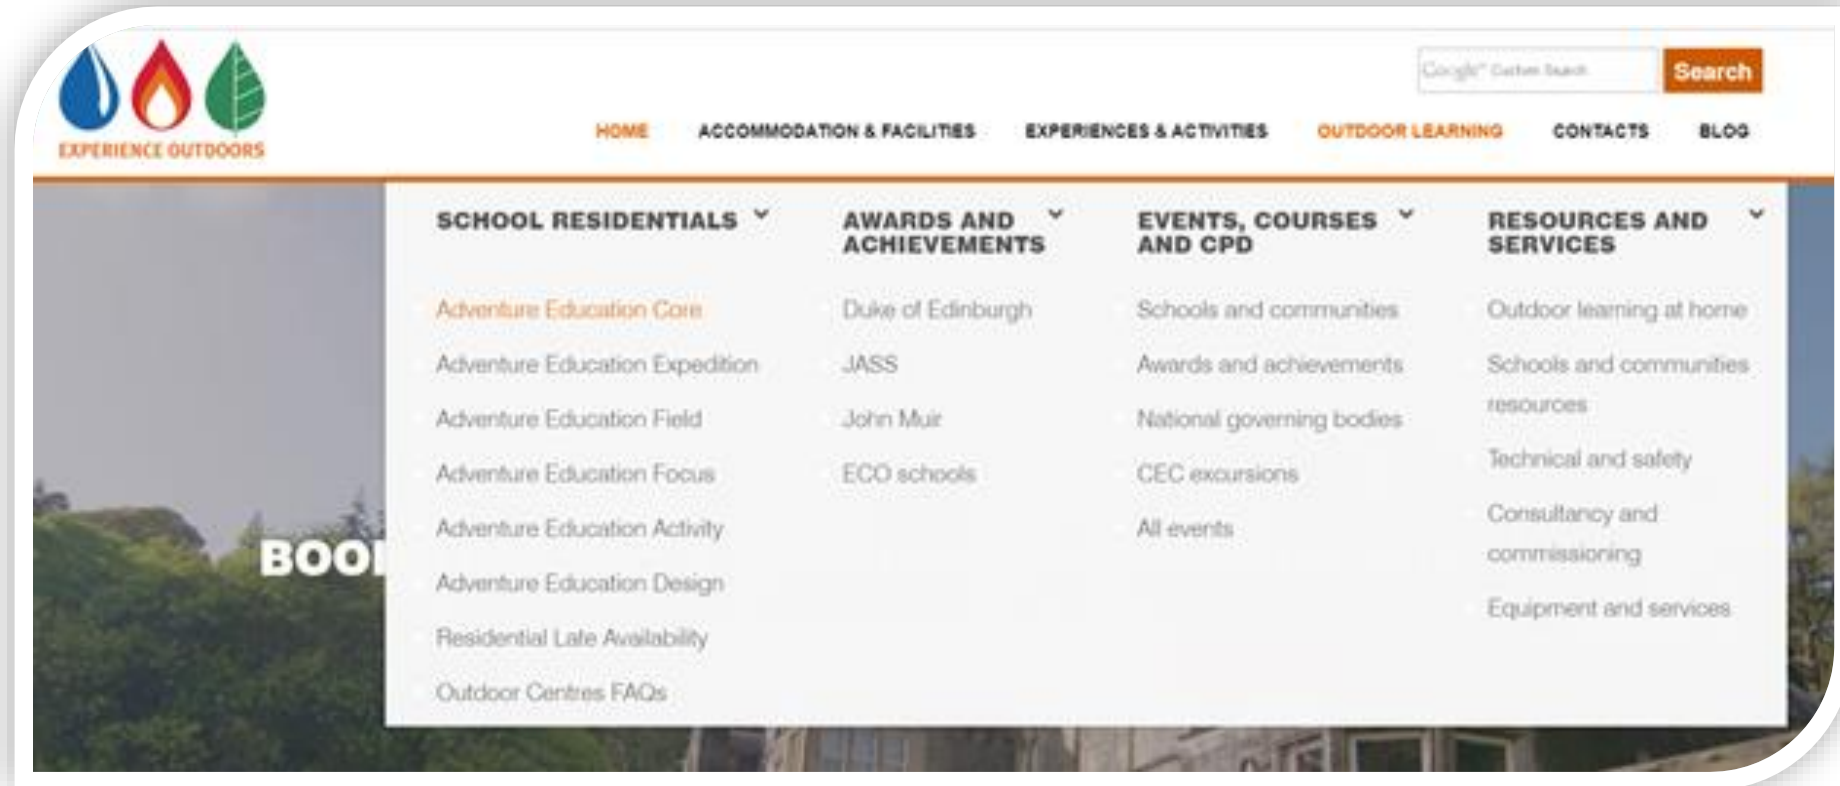 EXPERIENCE OUTDOORS
Google™ Custom Search
Search
HOME ACCOMMODATION & FACILITIES EXPERIENCES & ACTIVITIES OUTDOOR LEARNING CONTACTS BLOG
SCHOOL RESIDENTIALS
Adventure Education Core
Adventure Education Expedition
Adventure Education Field
Adventure Education Focus
Adventure Education Activity
Adventure Education Design
Residential Late Availability
Outdoor Centres FAQs
AWARDS AND
ACHIEVEMENTS
Duke of Edinburgh
JASS
John Muir
ECO schools
EVENTS, COURSES
AND CPD
Schools and communities
Awards and achievements
National governing bodies
CEC excursions
All events
RESOURCES AND
SERVICES
Outdoor learning at home
Schools and communities
resources
Technical and safety
Consultancy and
commissioning
Equipment and services